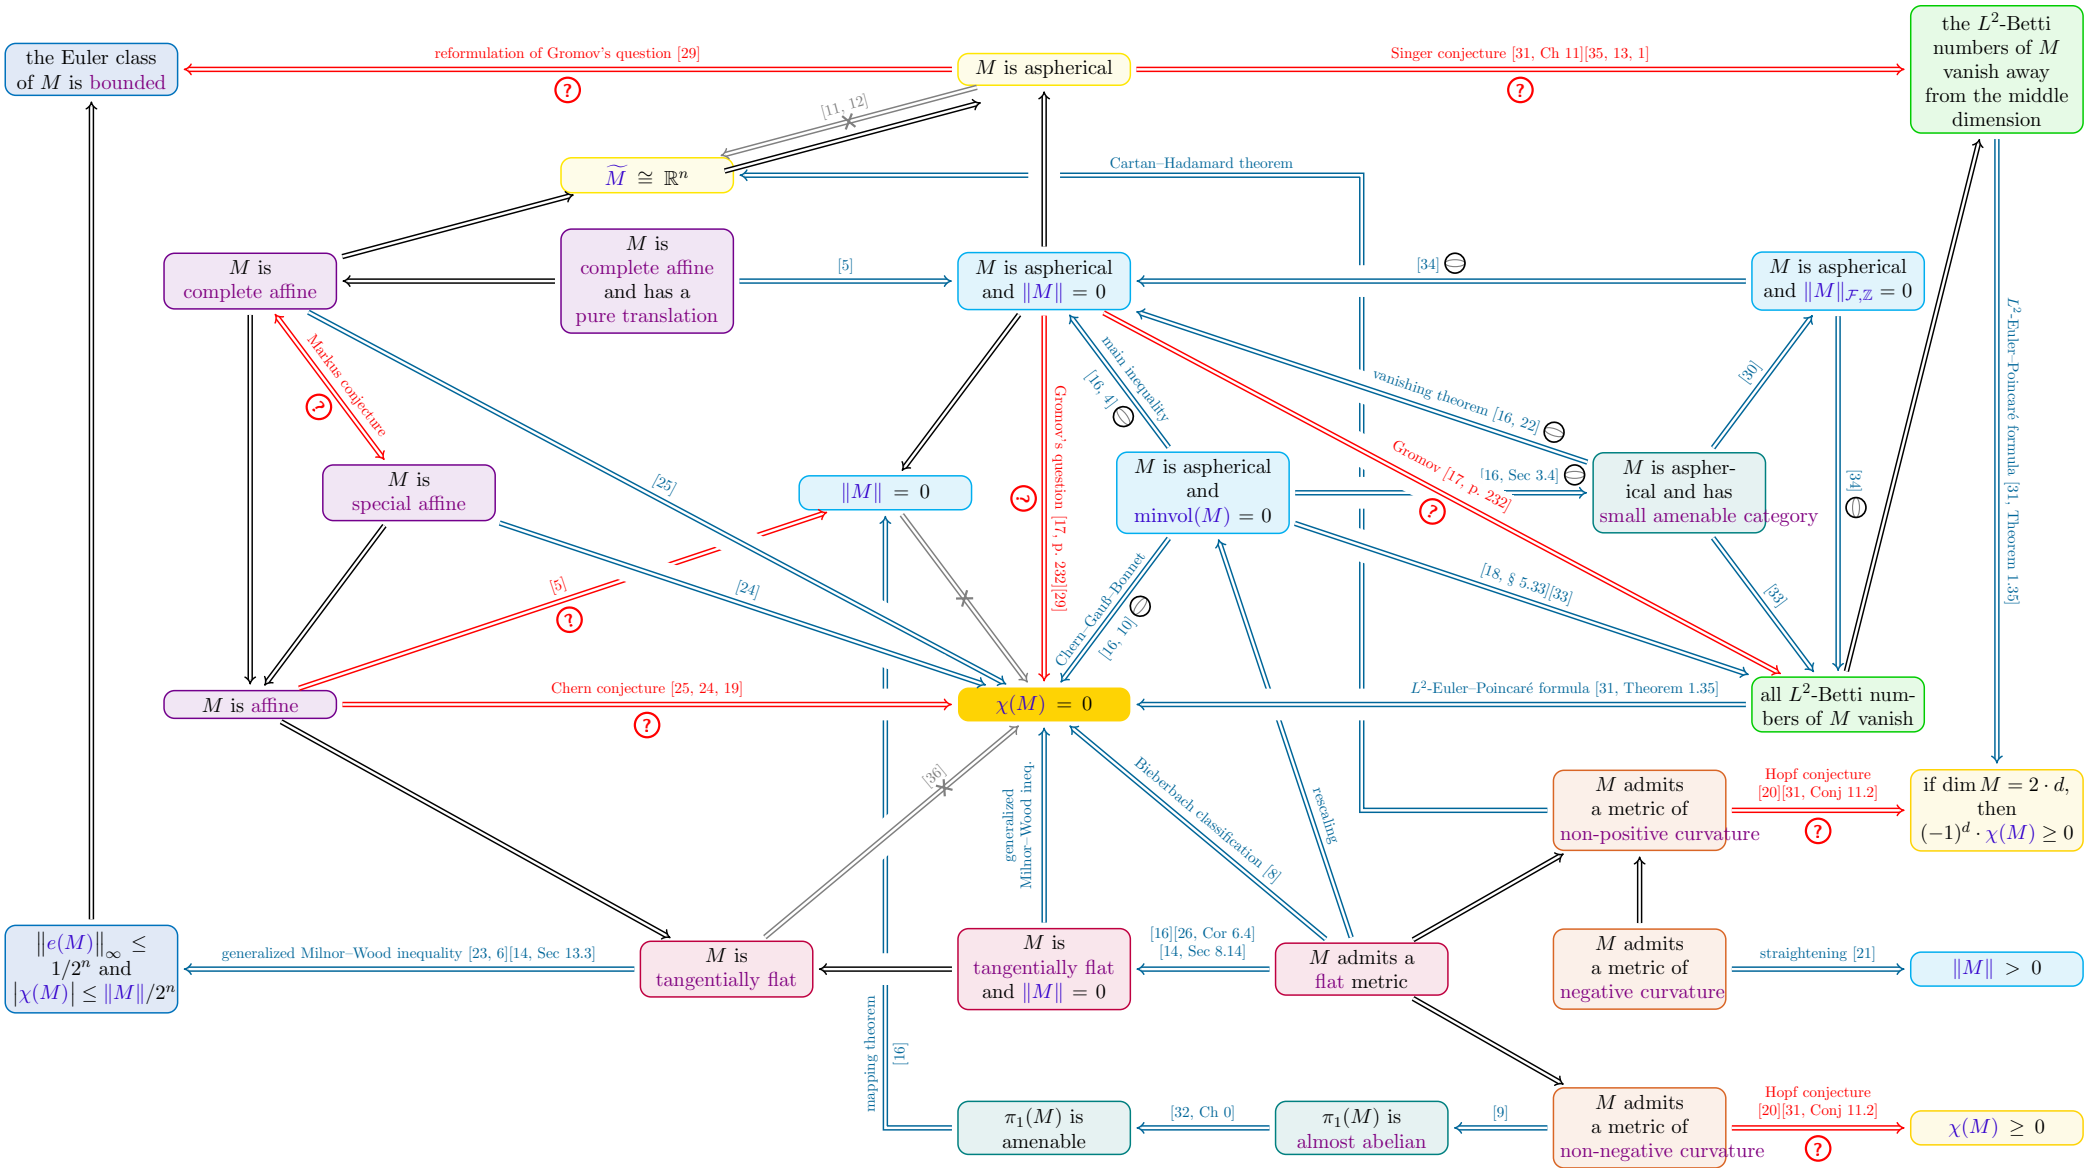 the Euler class
of M is bounded
reformulation of Gromov's question [29]
?
M is aspherical
Singer conjecture [31, Ch 11][35, 13, 1]
?
the L²-Betti
numbers of M
vanish away
from the middle
dimension
[11, 12]
M̃ ≅ ℝⁿ
Cartan–Hadamard theorem
M is
complete affine
M is
complete affine
and has a
pure translation
[5]
M is aspherical
and ‖M‖ = 0
[34]
M is aspherical
and ‖M‖_{𝓕,ℤ} = 0
Markus conjecture
?
[25]
main inequality
[16, 4]
Gromov's question [17, p. 232][29]
?
vanishing theorem [16, 22]
[30]
L²-Euler–Poincaré formula [31, Theorem 1.35]
M is
special affine
‖M‖ = 0
M is aspherical
and
minvol(M) = 0
Gromov [17, p. 232]
?
[16, Sec 3.4]
M is aspher-
ical and has
small amenable category
[34]
[5]
?
[24]
Chern–Gauß–Bonnet
[16, 10]
[18, § 5.33][33]
[33]
M is affine
Chern conjecture [25, 24, 19]
?
χ(M) = 0
L²-Euler–Poincaré formula [31, Theorem 1.35]
all L²-Betti num-
bers of M vanish
[36]
generalized
Milnor–Wood ineq.
Bieberbach classification [8]
rescaling
M admits
a metric of
non-positive curvature
Hopf conjecture
[20][31, Conj 11.2]
?
if dim M = 2 · d,
then
(−1)ᵈ · χ(M) ≥ 0
‖e(M)‖_∞ ≤
1/2ⁿ and
|χ(M)| ≤ ‖M‖/2ⁿ
generalized Milnor–Wood inequality [23, 6][14, Sec 13.3]
M is
tangentially flat
M is
tangentially flat
and ‖M‖ = 0
[16][26, Cor 6.4]
[14, Sec 8.14]
M admits a
flat metric
M admits
a metric of
negative curvature
straightening [21]
‖M‖ > 0
mapping theorem
[16]
π₁(M) is
amenable
[32, Ch 0]
π₁(M) is
almost abelian
[9]
M admits
a metric of
non-negative curvature
Hopf conjecture
[20][31, Conj 11.2]
?
χ(M) ≥ 0